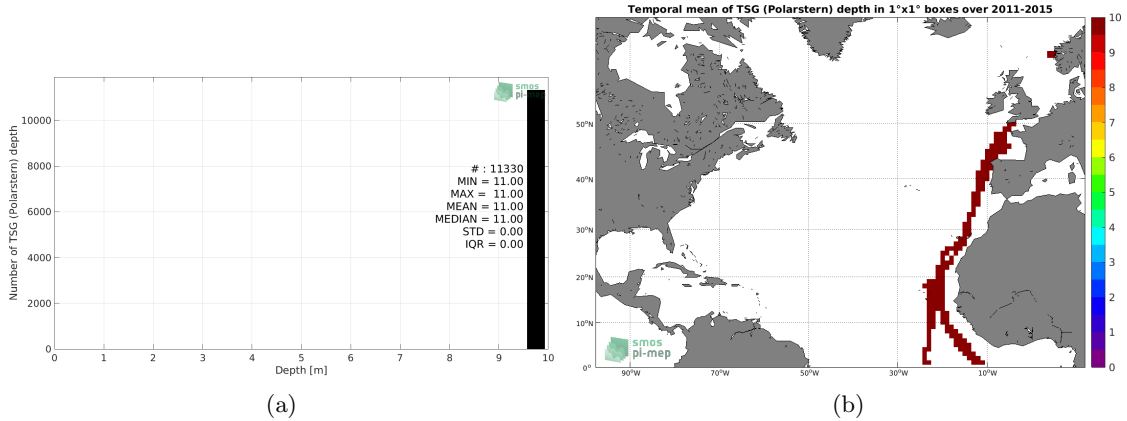 smos
pi-mep
Number of TSG (Polarstern) depth
10000
8000
6000
4000
2000
0
# : 11330
MIN = 11.00
MAX = 11.00
MEAN = 11.00
MEDIAN = 11.00
STD = 0.00
IQR = 0.00
0 1 2 3 4 5 6 7 8 9 10
Depth [m]
(a)
Temporal mean of TSG (Polarstern) depth in 1°x1° boxes over 2011-2015
50°N
40°N
30°N
20°N
10°N
0°
90°W 70°W 50°W 30°W 10°W
smos
pi-mep
10
9
8
7
6
5
4
3
2
1
0
(b)